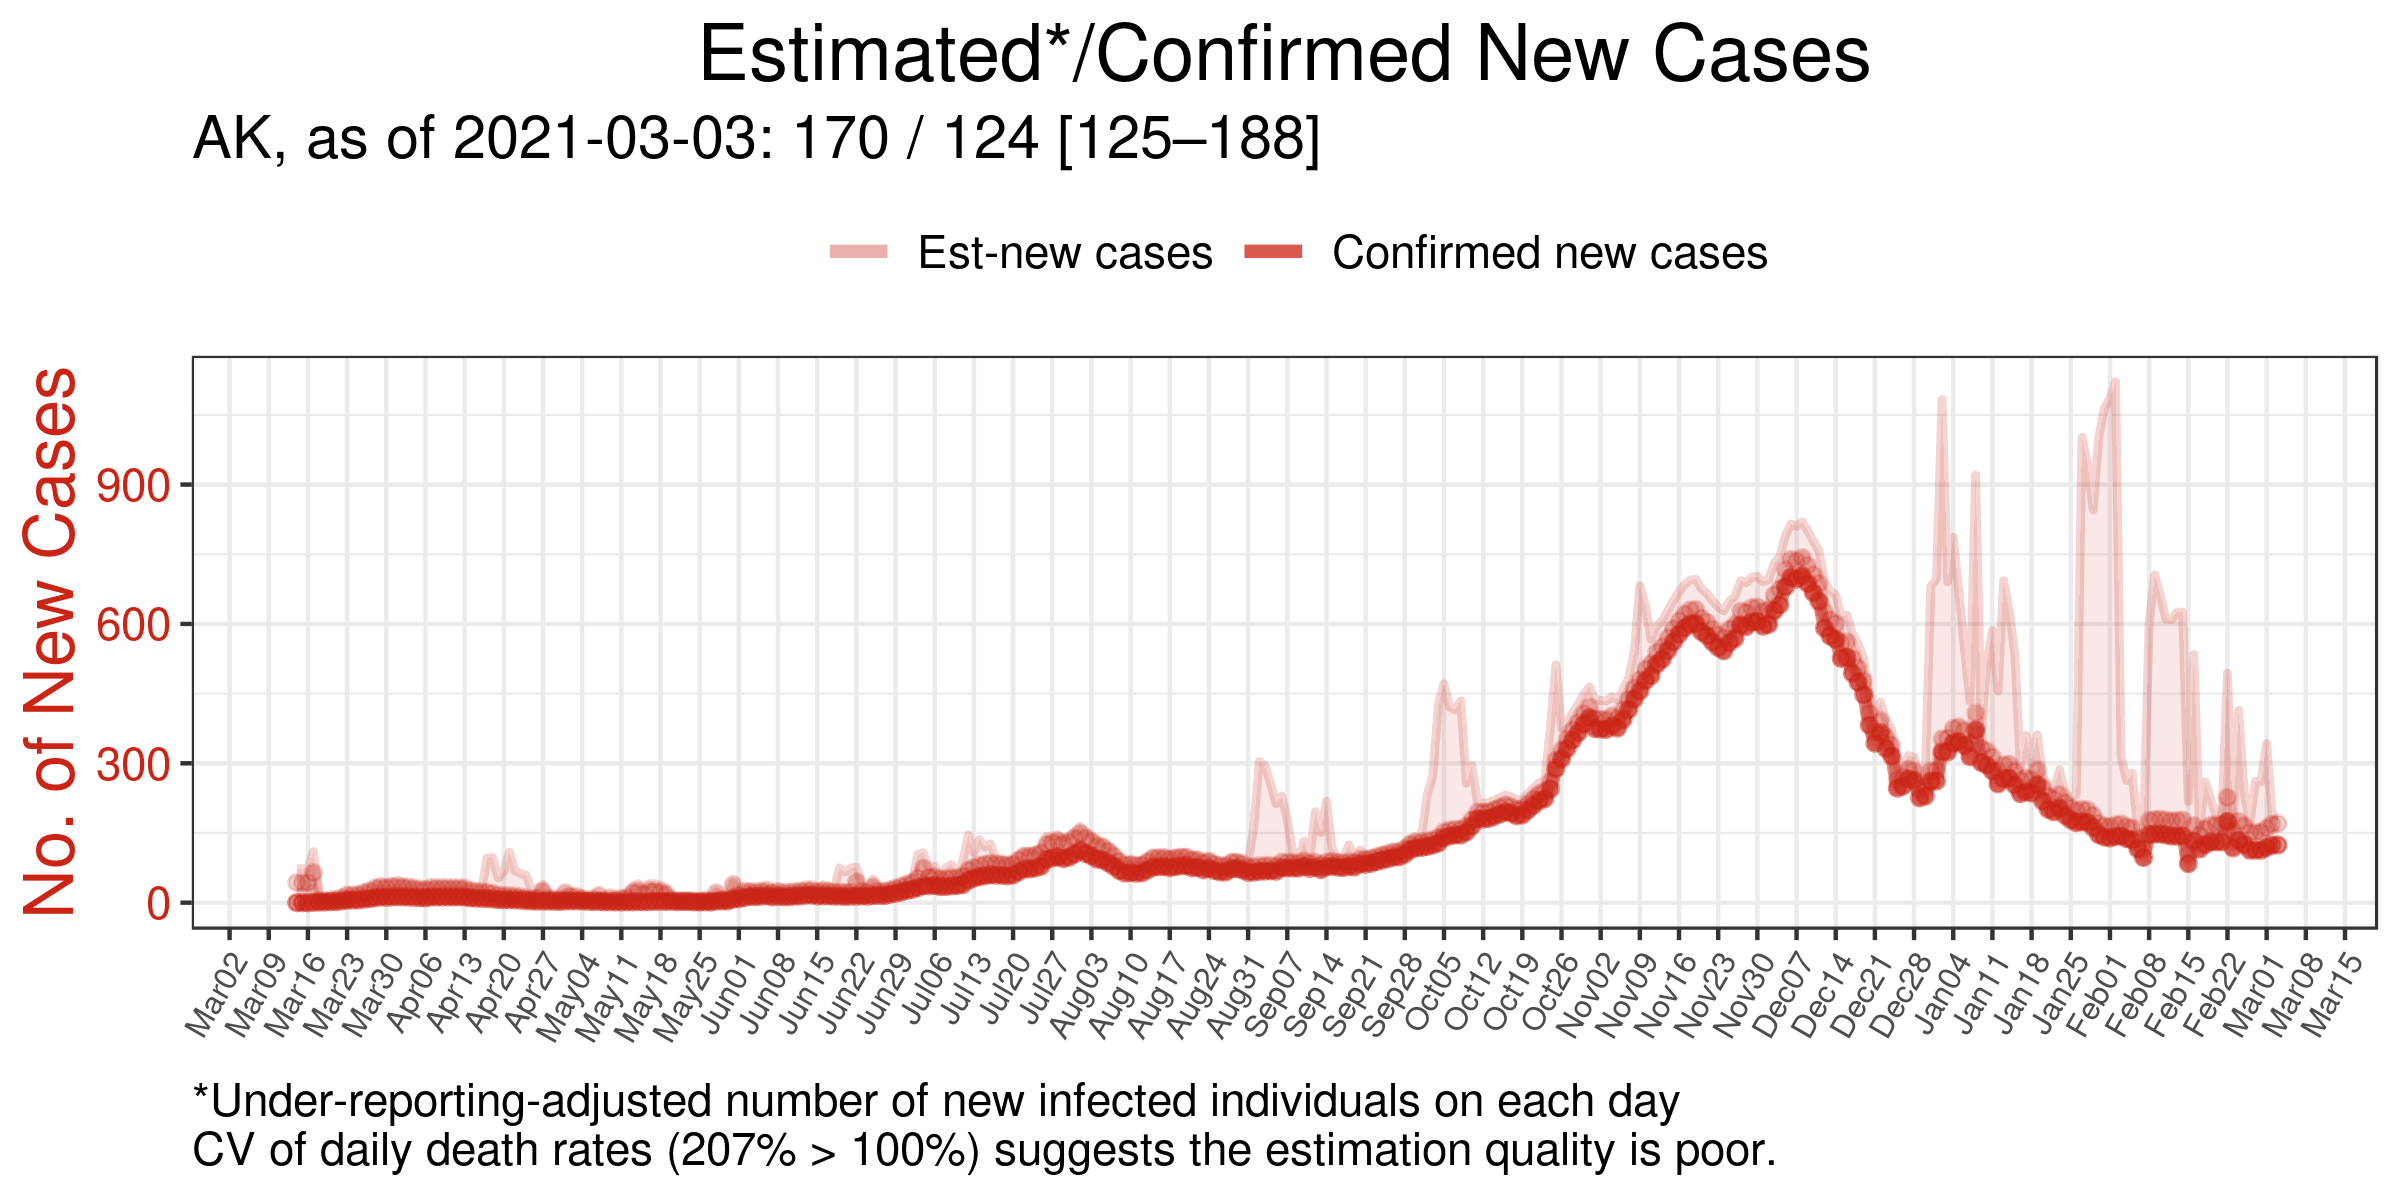 Estimated*/Confirmed New Cases
AK, as of 2021-03-03: 170 / 124 [125–188]
Est-new cases
Confirmed new cases
No. of New Cases
900
600
300
0
Mar02
Mar09
Mar16
Mar23
Mar30
Apr06
Apr13
Apr20
Apr27
May04
May11
May18
May25
Jun01
Jun08
Jun15
Jun22
Jun29
Jul06
Jul13
Jul20
Jul27
Aug03
Aug10
Aug17
Aug24
Aug31
Sep07
Sep14
Sep21
Sep28
Oct05
Oct12
Oct19
Oct26
Nov02
Nov09
Nov16
Nov23
Nov30
Dec07
Dec14
Dec21
Dec28
Jan04
Jan11
Jan18
Jan25
Feb01
Feb08
Feb15
Feb22
Mar01
Mar08
Mar15
*Under-reporting-adjusted number of new infected individuals on each day
CV of daily death rates (207% > 100%) suggests the estimation quality is poor.